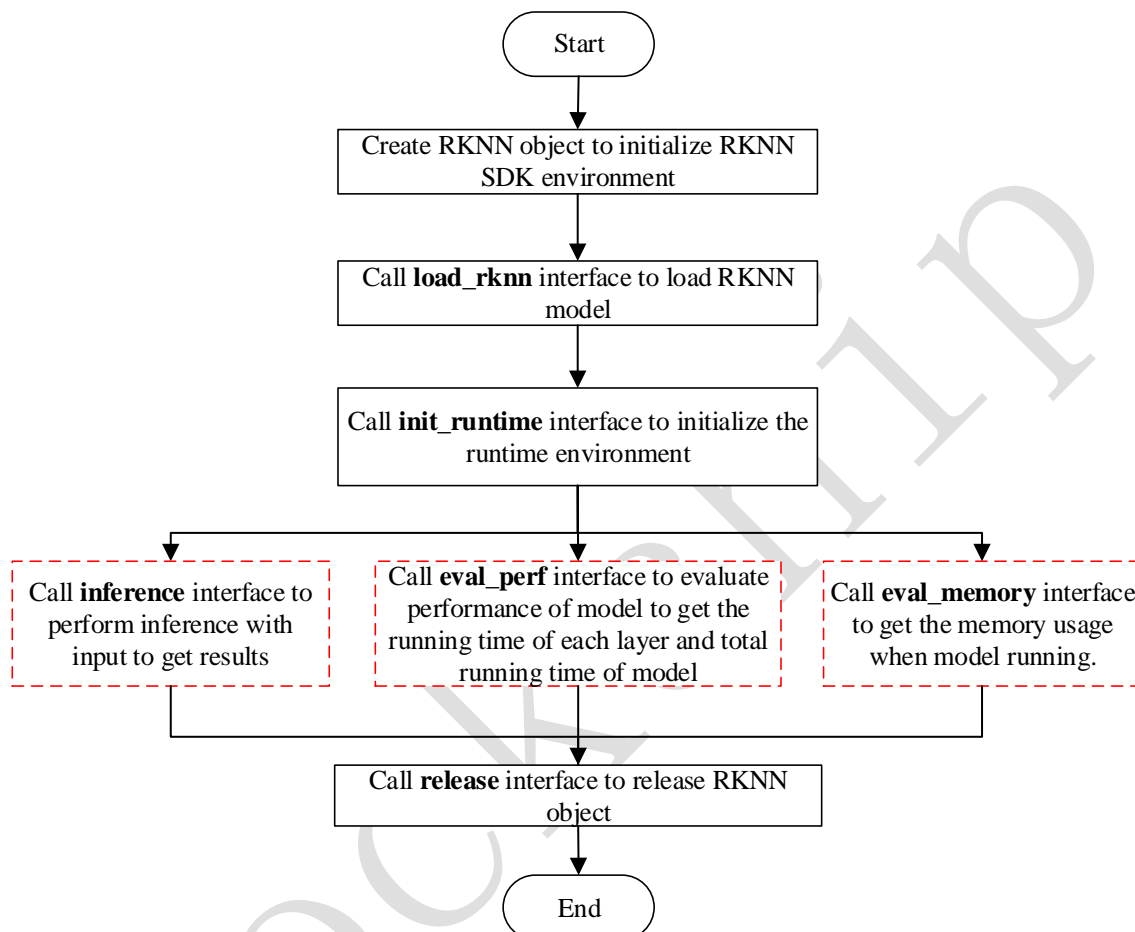 Start
Create RKNN object to initialize RKNN
SDK environment
Call load_rknn interface to load RKNN
model
Call init_runtime interface to initialize the
runtime environment
Call inference interface to
perform inference with
input to get results
Call eval_perf interface to evaluate
performance of model to get the
running time of each layer and total
running time of model
Call eval_memory interface
to get the memory usage
when model running.
Call release interface to release RKNN
object
End